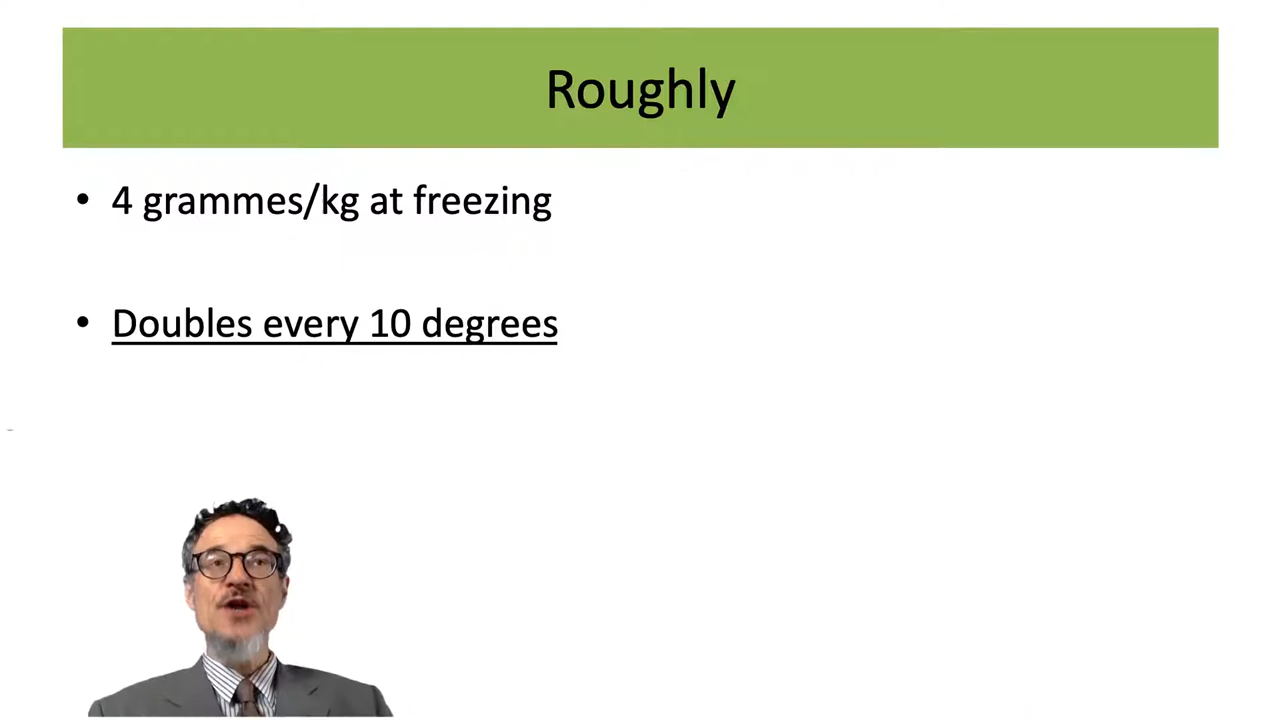 Roughly
• 4 grammes/kg at freezing
• Doubles every 10 degrees